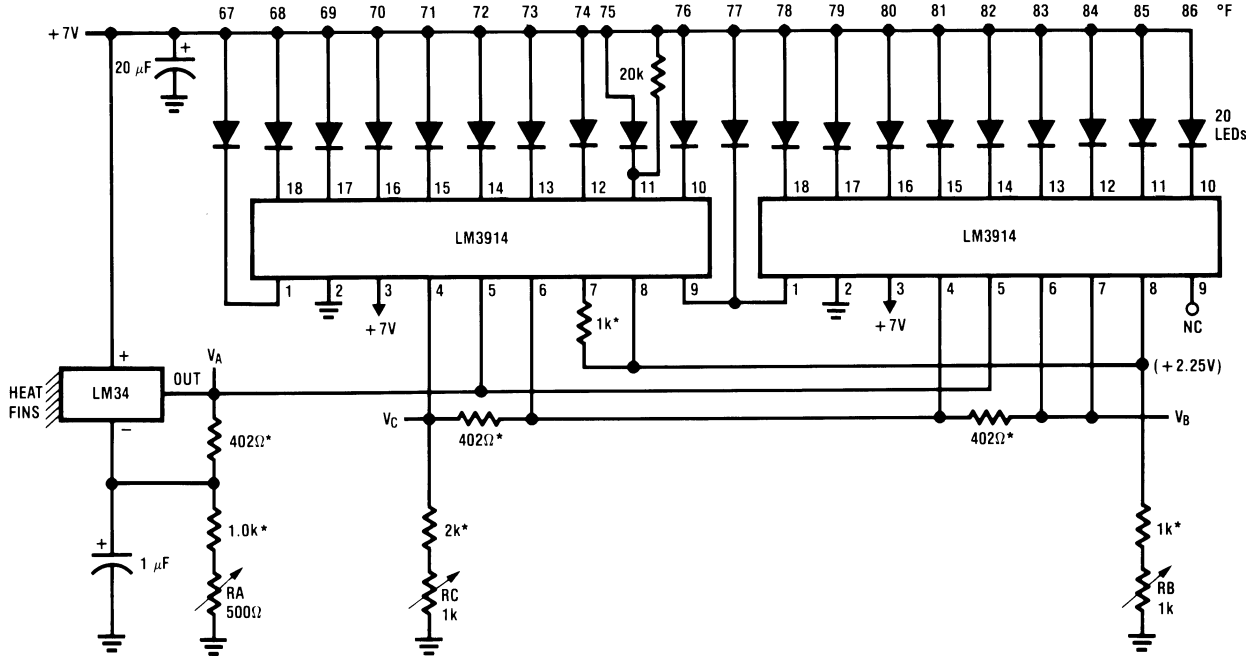 67 68 69 70 71 72 73 74 75 76 77 78 79 80 81 82 83 84 85 86 °F
+7V
+
20 μF
20k
20
LEDs
18 17 16 15 14 13 12 11 10
18 17 16 15 14 13 12 11 10
LM3914
LM3914
1 2 3 4 5 6 7 8 9
1 2 3 4 5 6 7 8 9
+7V
1k*
+7V
NC
VA
+
HEAT
FINS
LM34
OUT
−
(+2.25V)
VC
402Ω*
402Ω*
VB
402Ω*
1.0k*
2k*
1k*
+
1 μF
RA
500Ω
RC
1k
RB
1k